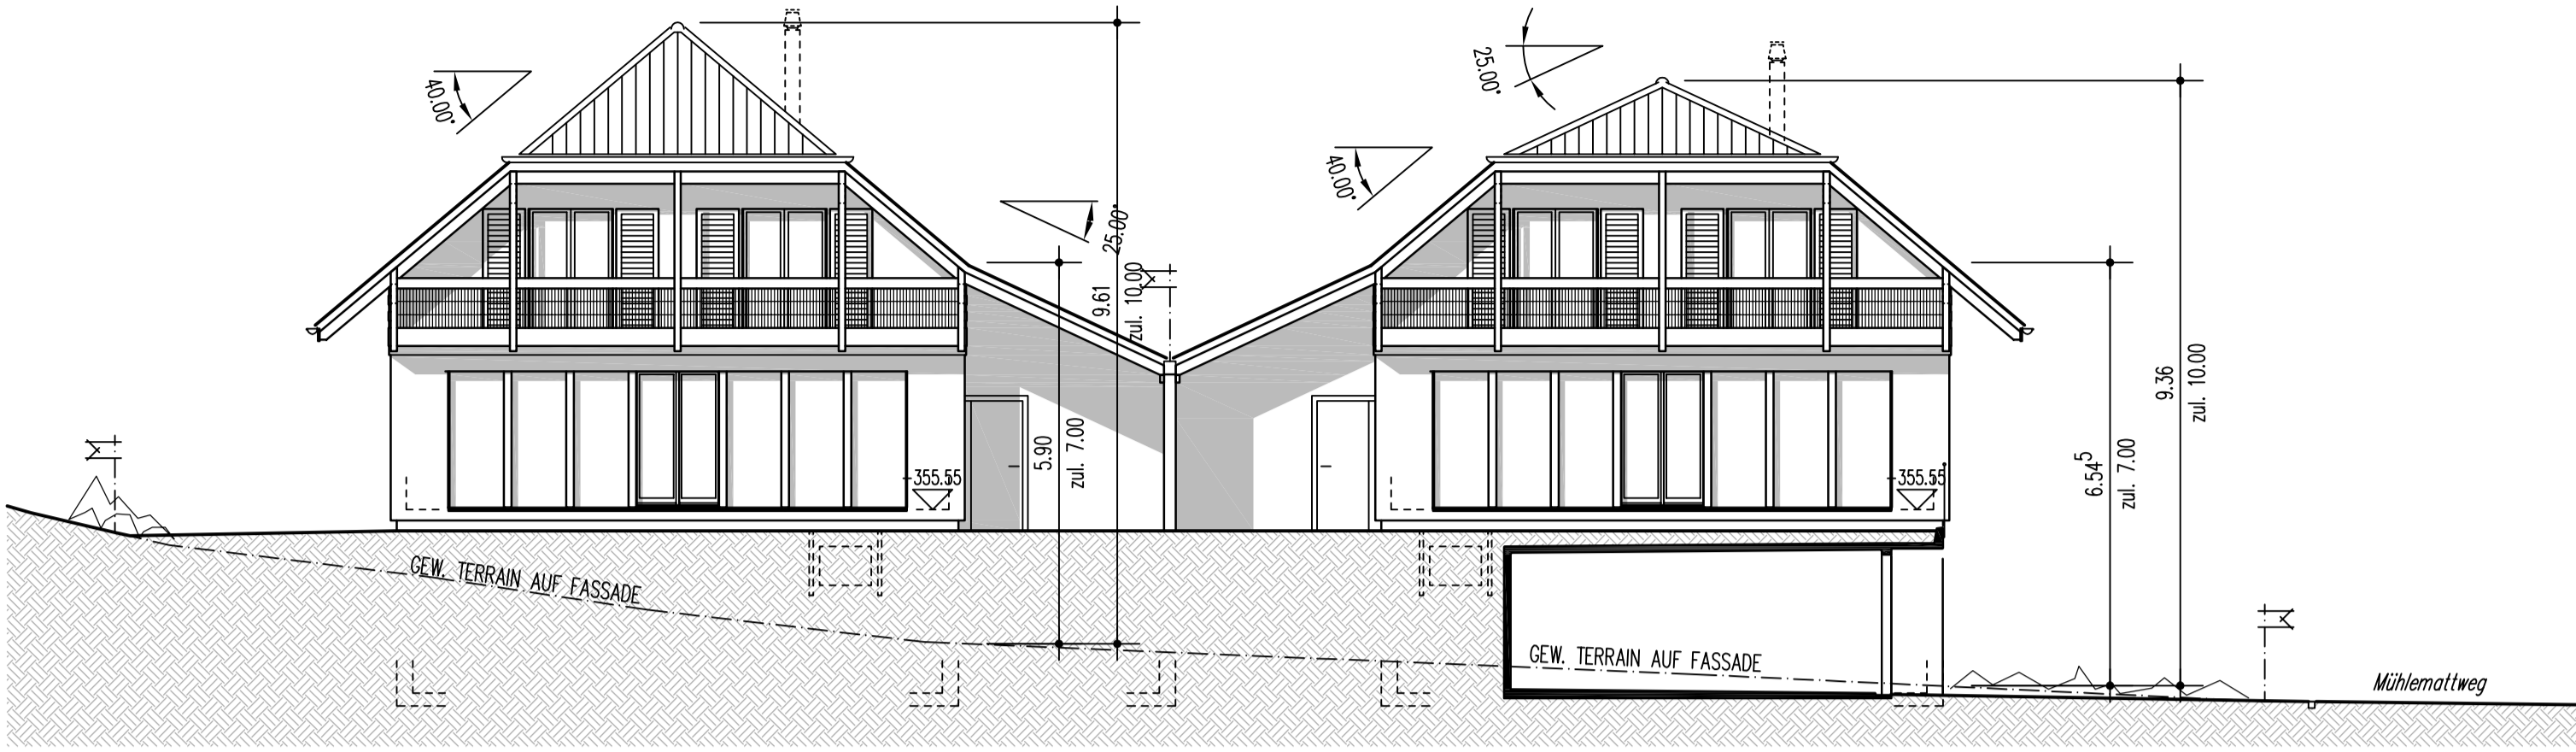 40.00°
25.00°
9.61
zul. 10.00
5.90
zul. 7.00
355.55
25.00°
40.00°
355.55
6.54⁵
zul. 7.00
9.36
zul. 10.00
GEW. TERRAIN AUF FASSADE
GEW. TERRAIN AUF FASSADE
Mühlemattweg